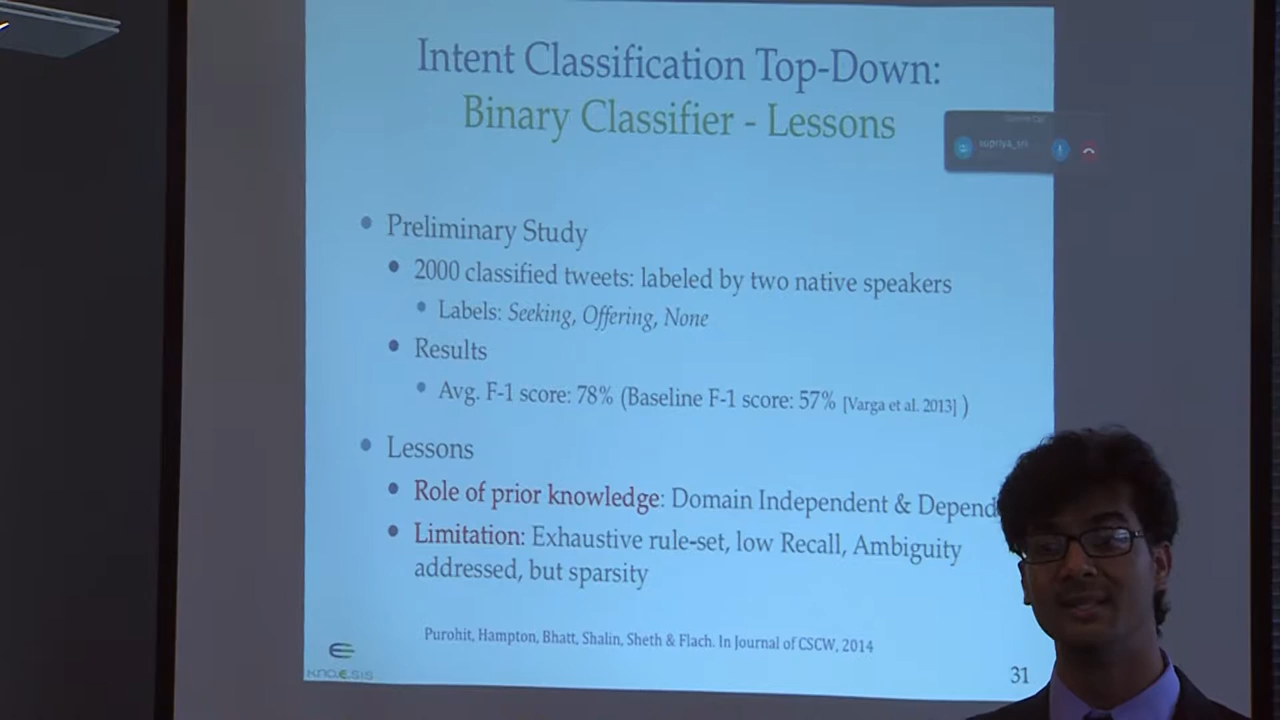 Intent Classification Top-Down:
Binary Classifier - Lessons
supriya_sri
Preliminary Study
2000 classified tweets: labeled by two native speakers
Labels: Seeking, Offering, None
Results
Avg. F-1 score: 78% (Baseline F-1 score: 57% [Varga et al. 2013] )
Lessons
Role of prior knowledge: Domain Independent & Depend
Limitation: Exhaustive rule-set, low Recall, Ambiguity
addressed, but sparsity
Purohit, Hampton, Bhatt, Shalin, Sheth & Flach. In Journal of CSCW, 2014
kno.e.sis
31